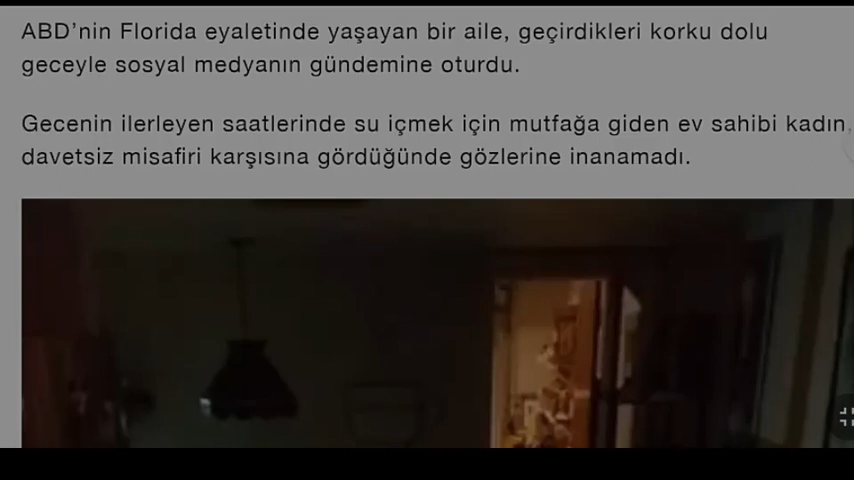 ABD’nin Florida eyaletinde yaşayan bir aile, geçirdikleri korku dolu
geceyle sosyal medyanın gündemine oturdu.
Gecenin ilerleyen saatlerinde su içmek için mutfağa giden ev sahibi kadın,
davetsiz misafiri karşısına gördüğünde gözlerine inanamadı.